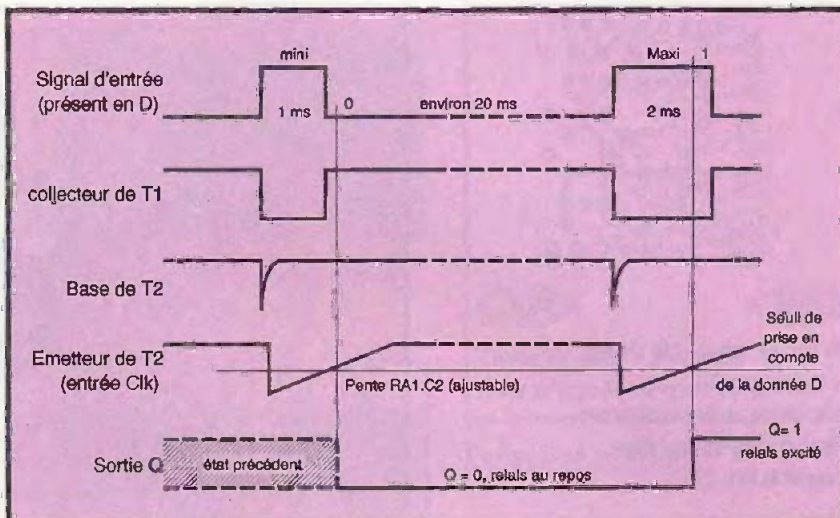 mini
Maxi
1
Signal d'entrée
(présent en D)
1 ms
0
environ 20 ms
2 ms
collecteur de T1
Base de T2
Seuil de
prise en
compte
Emetteur de T2
(entrée Clk)
Pente RA1.C2 (ajustable)
de la donnée D
Q= 1
relais excité
Sortie Q
état précédent
Q = 0, relais au repos